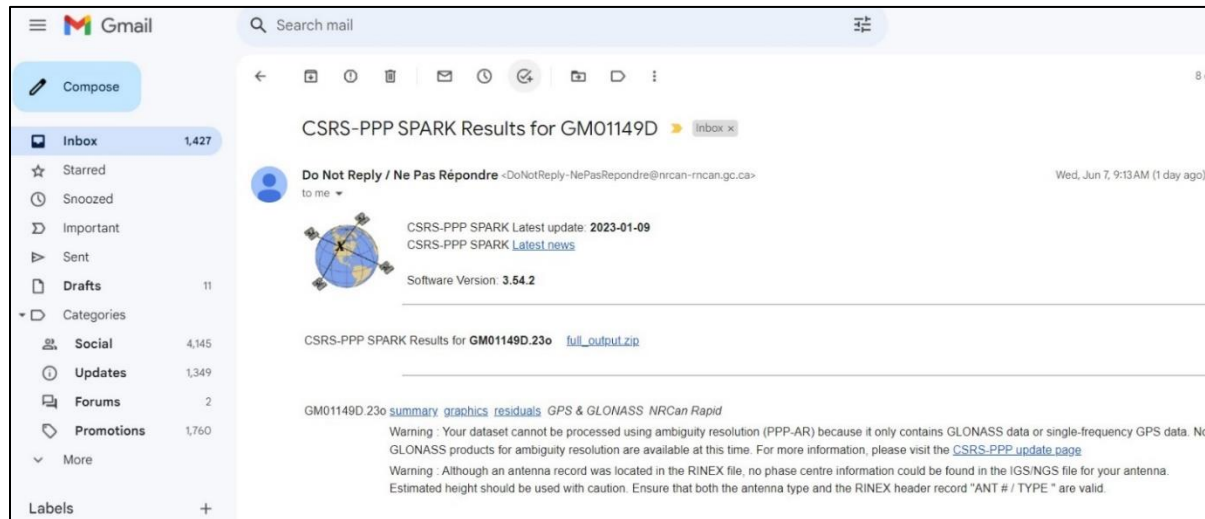 Gmail
Search mail
Compose
8
Inbox 1,427
Starred
Snoozed
Important
Sent
Drafts 11
Categories
Social 4,145
Updates 1,349
Forums 2
Promotions 1,760
More
Labels +
CSRS-PPP SPARK Results for GM01149D Inbox ×
Do Not Reply / Ne Pas Répondre <DoNotReply-NePasRepondre@nrcan-rncan.gc.ca> Wed, Jun 7, 9:13 AM (1 day ago)
to me
CSRS-PPP SPARK Latest update: 2023-01-09
CSRS-PPP SPARK Latest news
Software Version: 3.54.2
CSRS-PPP SPARK Results for GM01149D.23o full_output.zip
GM01149D.23o summary graphics residuals GPS & GLONASS NRCan Rapid
Warning : Your dataset cannot be processed using ambiguity resolution (PPP-AR) because it only contains GLONASS data or single-frequency GPS data. No
GLONASS products for ambiguity resolution are available at this time. For more information, please visit the CSRS-PPP update page
Warning : Although an antenna record was located in the RINEX file, no phase centre information could be found in the IGS/NGS file for your antenna.
Estimated height should be used with caution. Ensure that both the antenna type and the RINEX header record "ANT # / TYPE " are valid.